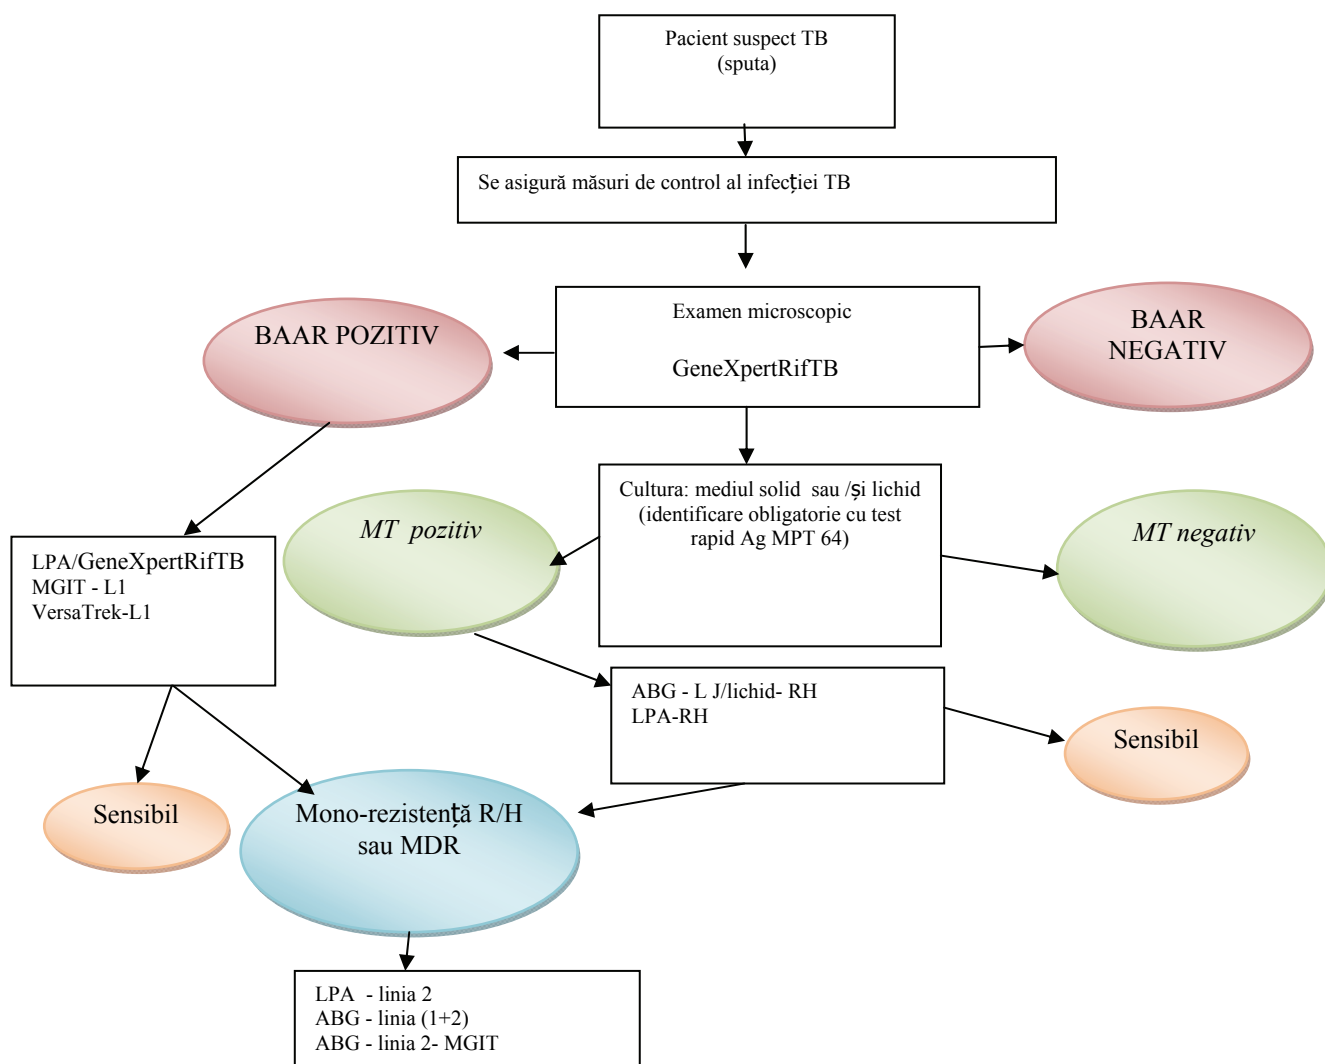 Pacient suspect TB
(sputa)
Se asigură măsuri de control al infecției TB
Examen microscopic
GeneXpertRifTB
BAAR POZITIV
BAAR
NEGATIV
Cultura: mediul solid sau /și lichid
(identificare obligatorie cu test
rapid Ag MPT 64)
MT pozitiv
MT negativ
LPA/GeneXpertRifTB
MGIT - L1
VersaTrek-L1
ABG - L J/lichid- RH
LPA-RH
Sensibil
Sensibil
Mono-rezistență R/H
sau MDR
LPA - linia 2
ABG - linia (1+2)
ABG - linia 2- MGIT